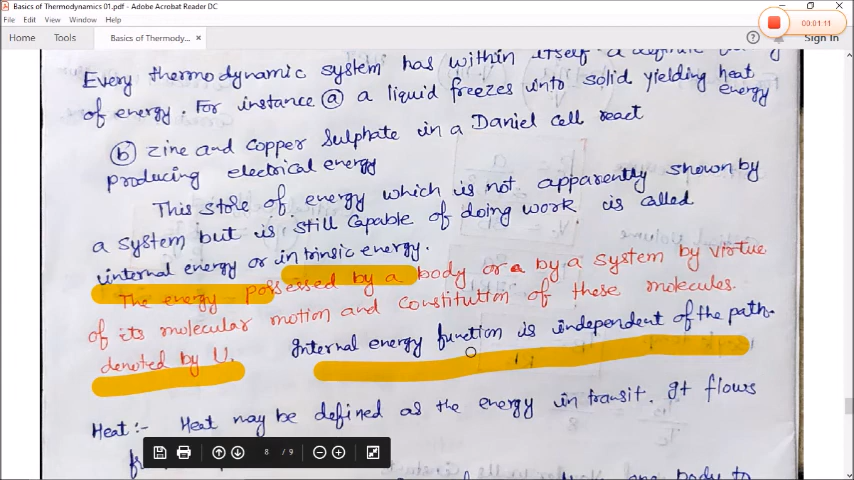 Basics of Thermodynamics 01.pdf - Adobe Acrobat Reader DC
File Edit View Window Help
Home Tools Basics of Thermody... ×
00:01:11
Sign In
Every thermodynamic system has within itself a definite
of energy. For instance (a) a liquid freezes into solid yielding heat
energy
(b) Zinc and Copper Sulphate in a Daniel cell react
producing electrical energy
This store of energy which is not apparently shown by
a system but is still capable of doing work is called
internal energy or intrinsic energy.
The energy possessed by a body or by a system by virtue
of its molecular motion and constitution of these molecules.
denoted by U. Internal energy function is independent of the path.
Heat :- Heat may be defined as the energy in transit. It flows
8 / 9
one body to